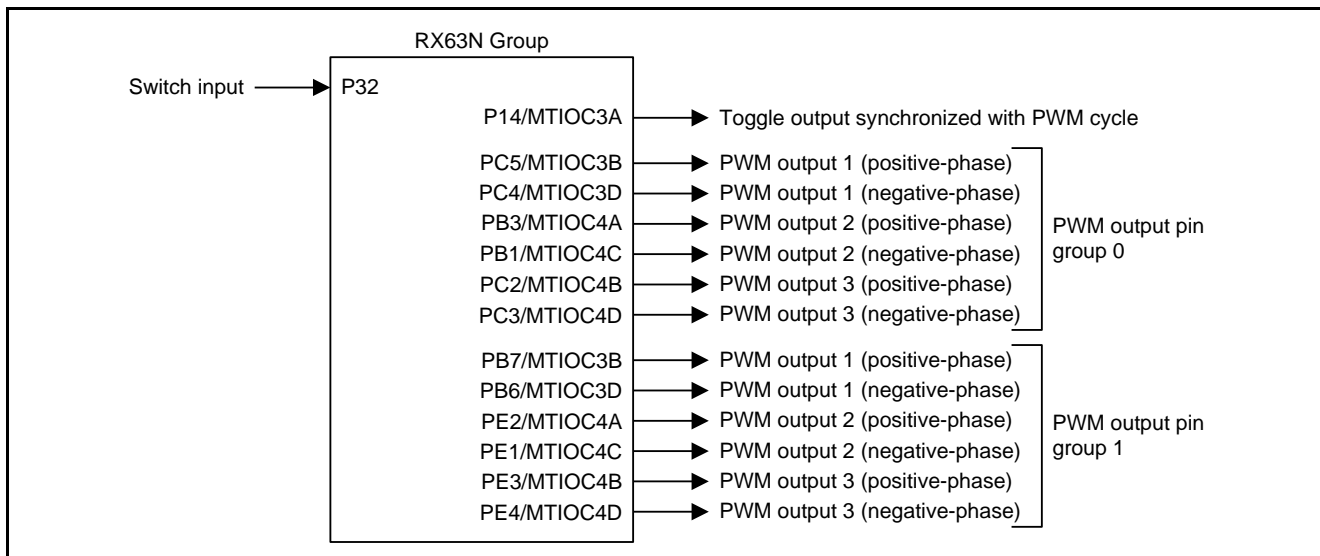 RX63N Group
Switch input
P32
P14/MTIOC3A
Toggle output synchronized with PWM cycle
PC5/MTIOC3B
PWM output 1 (positive-phase)
PC4/MTIOC3D
PWM output 1 (negative-phase)
PB3/MTIOC4A
PWM output 2 (positive-phase)
PB1/MTIOC4C
PWM output 2 (negative-phase)
PC2/MTIOC4B
PWM output 3 (positive-phase)
PC3/MTIOC4D
PWM output 3 (negative-phase)
PWM output pin
group 0
PB7/MTIOC3B
PWM output 1 (positive-phase)
PB6/MTIOC3D
PWM output 1 (negative-phase)
PE2/MTIOC4A
PWM output 2 (positive-phase)
PE1/MTIOC4C
PWM output 2 (negative-phase)
PE3/MTIOC4B
PWM output 3 (positive-phase)
PE4/MTIOC4D
PWM output 3 (negative-phase)
PWM output pin
group 1